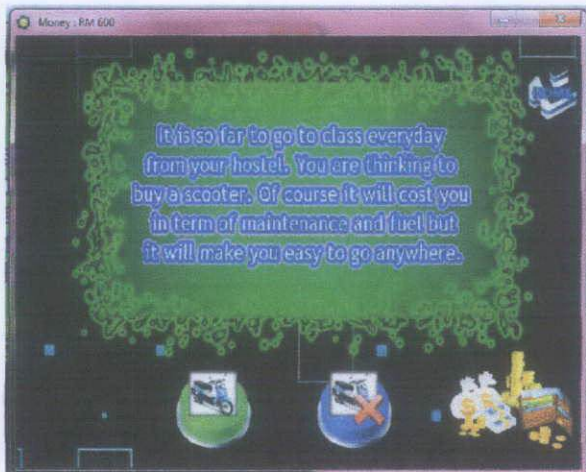 Money : RM 600
It is so far to go to class everyday
from your hostel. You are thinking to
buy a scooter. Of course it will cost you
in term of maintenance and fuel but
it will make you easy to go anywhere.